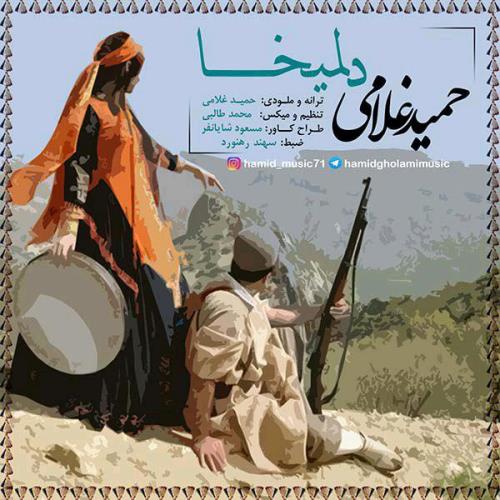 دلمیخا
حمید غلامی
ترانه و ملودی: حمید غلامی
تنظیم و میکس: محمد طالبی
طراح کاور: مسعود شایانفر
ضبط: سهند رهنورد
hamid_music71 hamidgholamimusic